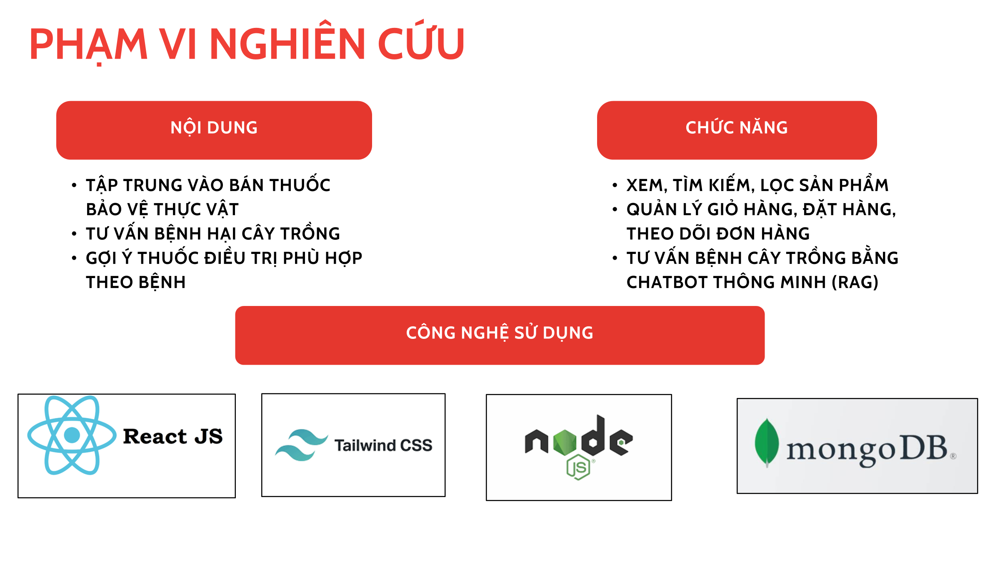 PHẠM VI NGHIÊN CỨU
NỘI DUNG
• TẬP TRUNG VÀO BÁN THUỐC
BẢO VỆ THỰC VẬT
• TƯ VẤN BỆNH HẠI CÂY TRỒNG
• GỢI Ý THUỐC ĐIỀU TRỊ PHÙ HỢP
THEO BỆNH
CHỨC NĂNG
• XEM, TÌM KIẾM, LỌC SẢN PHẨM
• QUẢN LÝ GIỎ HÀNG, ĐẶT HÀNG,
THEO DÕI ĐƠN HÀNG
• TƯ VẤN BỆNH CÂY TRỒNG BẰNG
CHATBOT THÔNG MINH (RAG)
CÔNG NGHỆ SỬ DỤNG
React JS
Tailwind CSS
node
JS®
mongoDB®